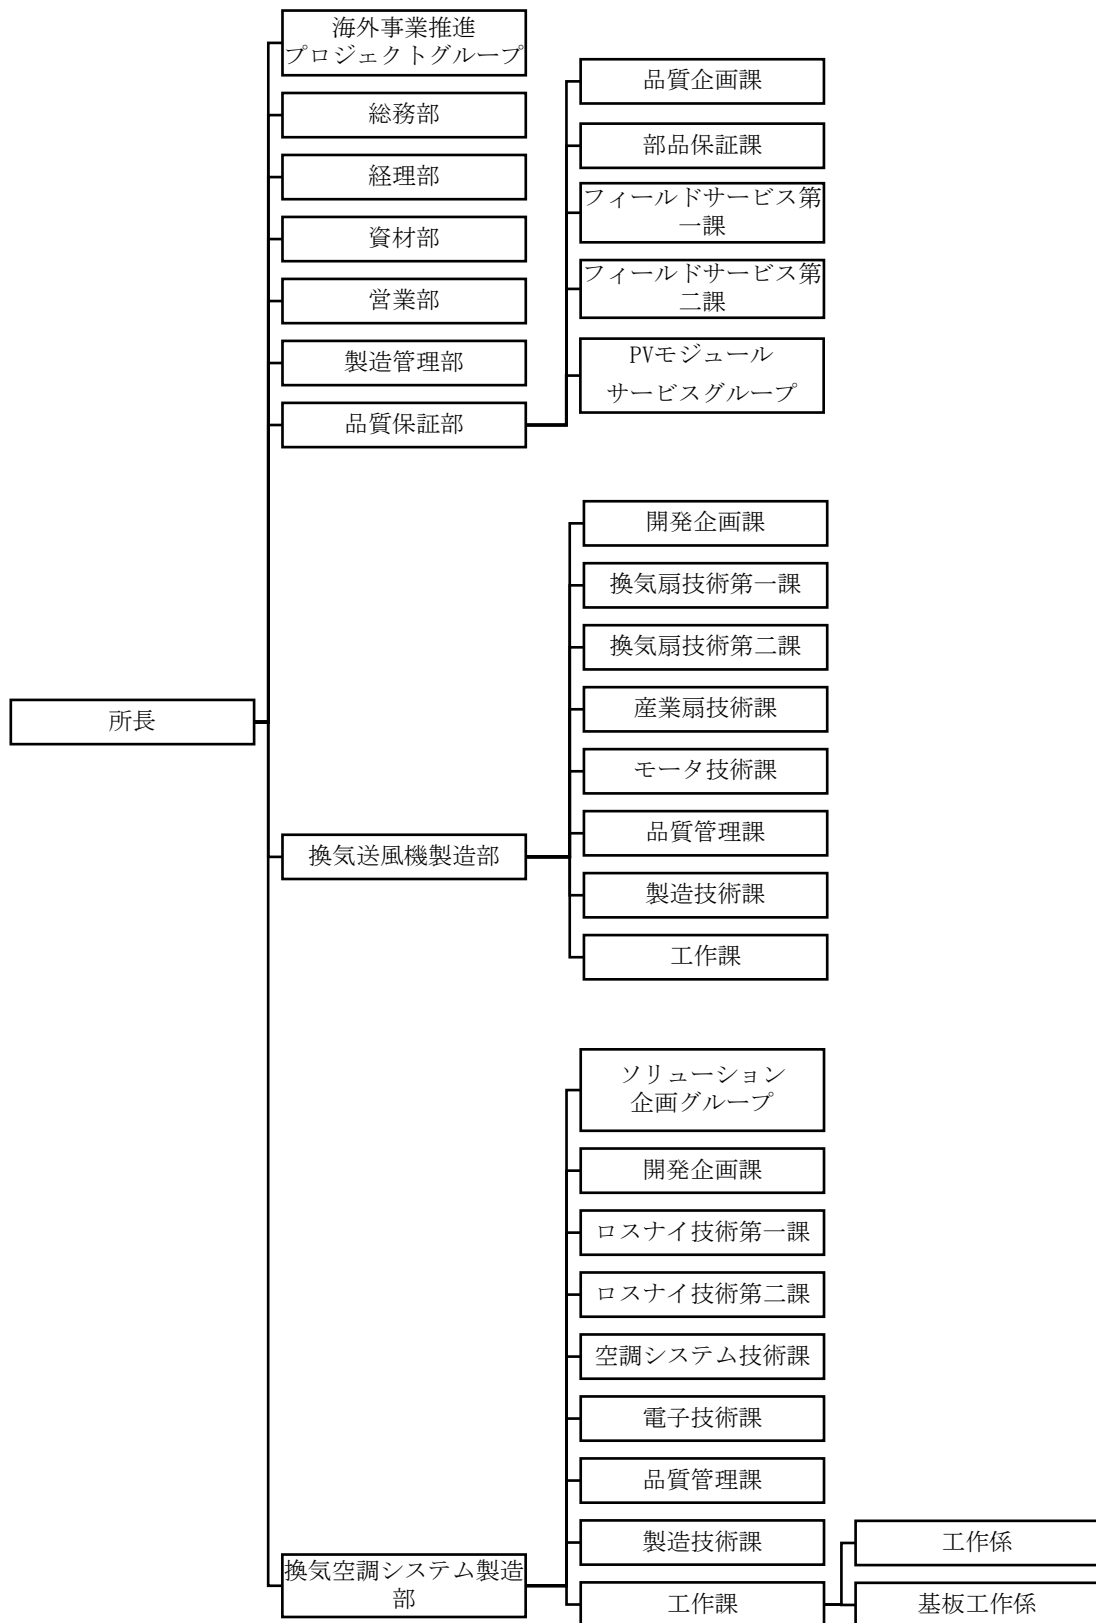 海外事業推進
プロジェクトグループ
総務部
経理部
資材部
営業部
製造管理部
品質保証部
品質企画課
部品保証課
フィールドサービス第
一課
フィールドサービス第
二課
PVモジュール
サービスグループ
所長
換気送風機製造部
開発企画課
換気扇技術第一課
換気扇技術第二課
産業扇技術課
モータ技術課
品質管理課
製造技術課
工作課
換気空調システム製造
部
ソリューション
企画グループ
開発企画課
ロスナイ技術第一課
ロスナイ技術第二課
空調システム技術課
電子技術課
品質管理課
製造技術課
工作課
工作係
基板工作係